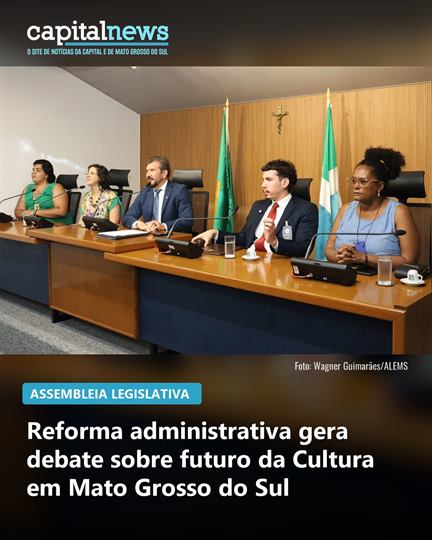 capitalnews
O SITE DE NOTÍCIAS DA CAPITAL E DE MATO GROSSO DO SUL
Foto: Wagner Guimarães/ALEMS
ASSEMBLEIA LEGISLATIVA
Reforma administrativa gera
debate sobre futuro da Cultura
em Mato Grosso do Sul